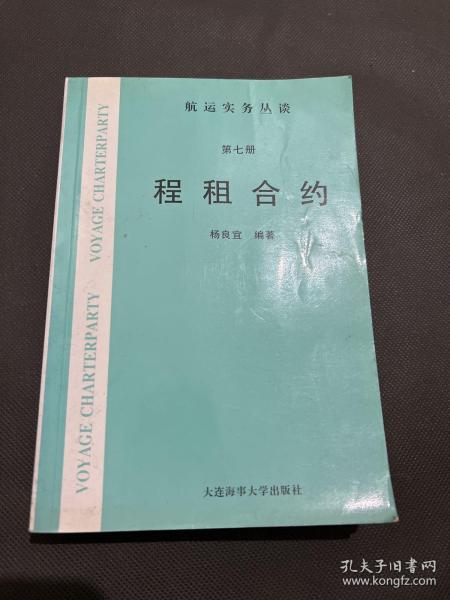 航运实务丛谈
第七册
程租合约
杨良宜 编著
VOYAGE CHARTERPARTY VOYAGE CHARTERPARTY
大连海事大学出版社
孔夫子旧书网
www.kongfz.com